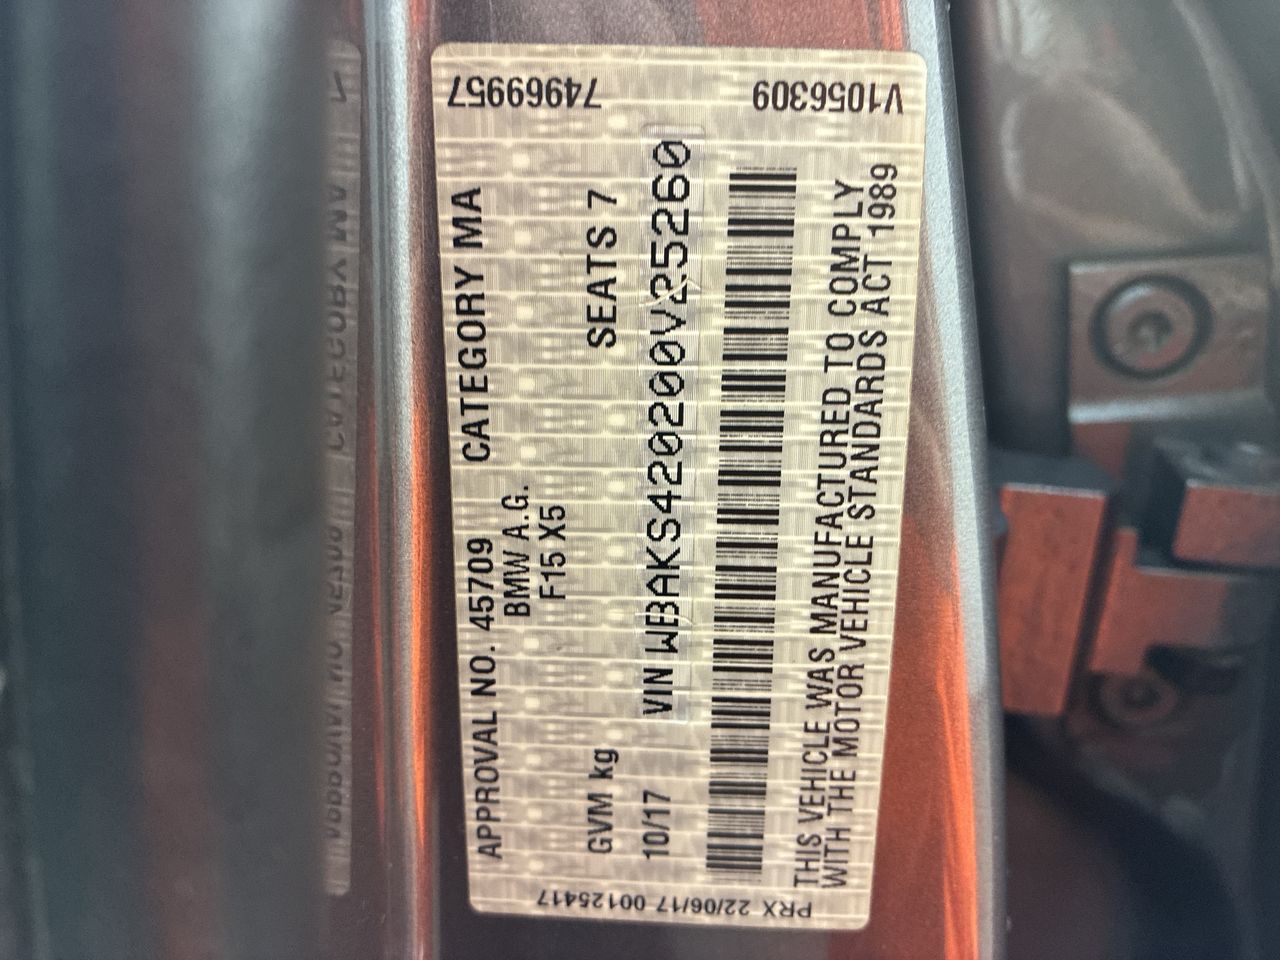 APPROVAL NO. 45709 CATEGORY MA
BMW A.G.
F15 X5
GVM kg SEATS 7
10/17 VIN WBAKS420200V25260
THIS VEHICLE WAS MANUFACTURED TO COMPLY
WITH THE MOTOR VEHICLE STANDARDS ACT 1989
PRX 22/06/17 00125417
V1056309 74969957